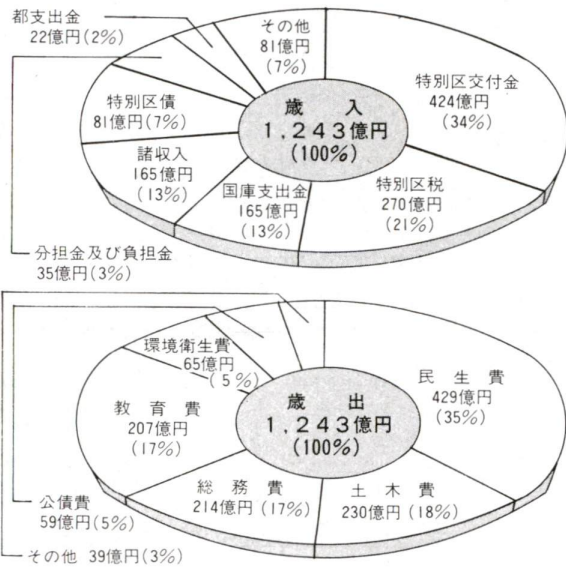 都支出金
22億円(2%)
その他
81億円
(7%)
特別区交付金
424億円
(34%)
特別区債
81億円(7%)
歳 入
1,243億円
(100%)
諸収入
165億円
(13%)
国庫支出金
165億円
(13%)
特別区税
270億円
(21%)
分担金及び負担金
35億円(3%)
環境衛生費
65億円
(5%)
民 生 費
429億円
(35%)
教 育 費
207億円
(17%)
歳 出
1,243億円
(100%)
総 務 費
214億円(17%)
土 木 費
230億円(18%)
公債費
59億円(5%)
その他 39億円(3%)